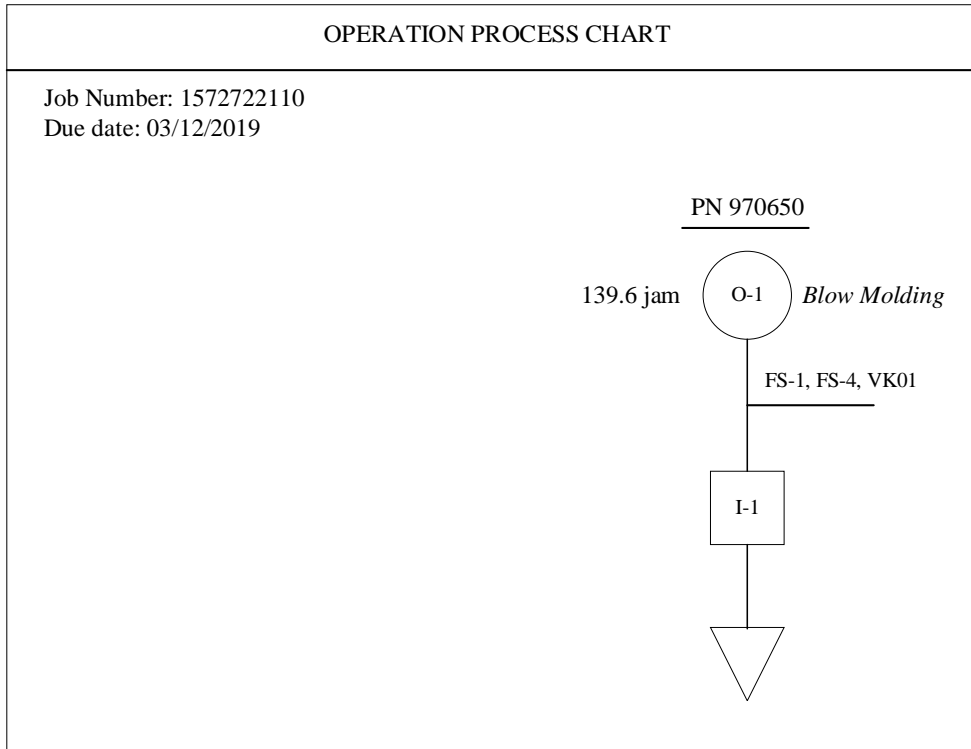 OPERATION PROCESS CHART
Job Number: 1572722110
Due date: 03/12/2019
PN 970650
139.6 jam O-1 Blow Molding
FS-1, FS-4, VK01
I-1